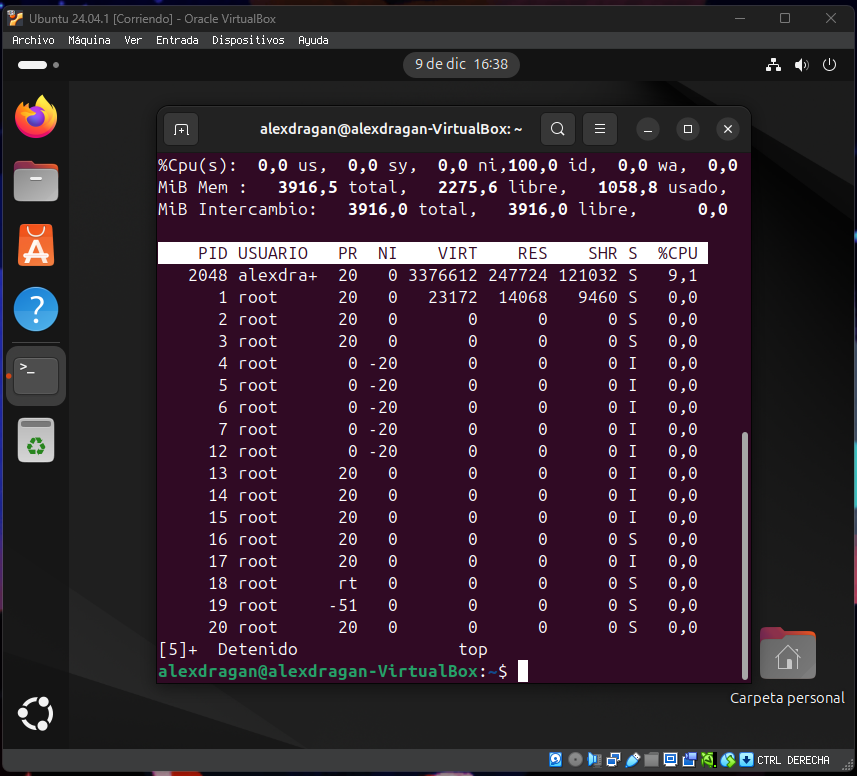 Ubuntu 24.04.1 [Corriendo] - Oracle VirtualBox
Archivo Máquina Ver Entrada Dispositivos Ayuda
9 de dic 16:38
alexdragan@alexdragan-VirtualBox: ~
%Cpu(s): 0,0 us, 0,0 sy, 0,0 ni,100,0 id, 0,0 wa, 0,0
MiB Mem : 3916,5 total, 2275,6 libre, 1058,8 usado,
MiB Intercambio: 3916,0 total, 3916,0 libre, 0,0
PID USUARIO PR NI VIRT RES SHR S %CPU
2048 alexdra+ 20 0 3376612 247724 121032 S 9,1
1 root 20 0 23172 14068 9460 S 0,0
2 root 20 0 0 0 0 S 0,0
3 root 20 0 0 0 0 S 0,0
4 root 0 -20 0 0 0 I 0,0
5 root 0 -20 0 0 0 I 0,0
6 root 0 -20 0 0 0 I 0,0
7 root 0 -20 0 0 0 I 0,0
12 root 0 -20 0 0 0 I 0,0
13 root 20 0 0 0 0 I 0,0
14 root 20 0 0 0 0 I 0,0
15 root 20 0 0 0 0 I 0,0
16 root 20 0 0 0 0 S 0,0
17 root 20 0 0 0 0 I 0,0
18 root rt 0 0 0 0 S 0,0
19 root -51 0 0 0 0 S 0,0
20 root 20 0 0 0 0 S 0,0
[5]+ Detenido top
alexdragan@alexdragan-VirtualBox:~$
Carpeta personal
CTRL DERECHA